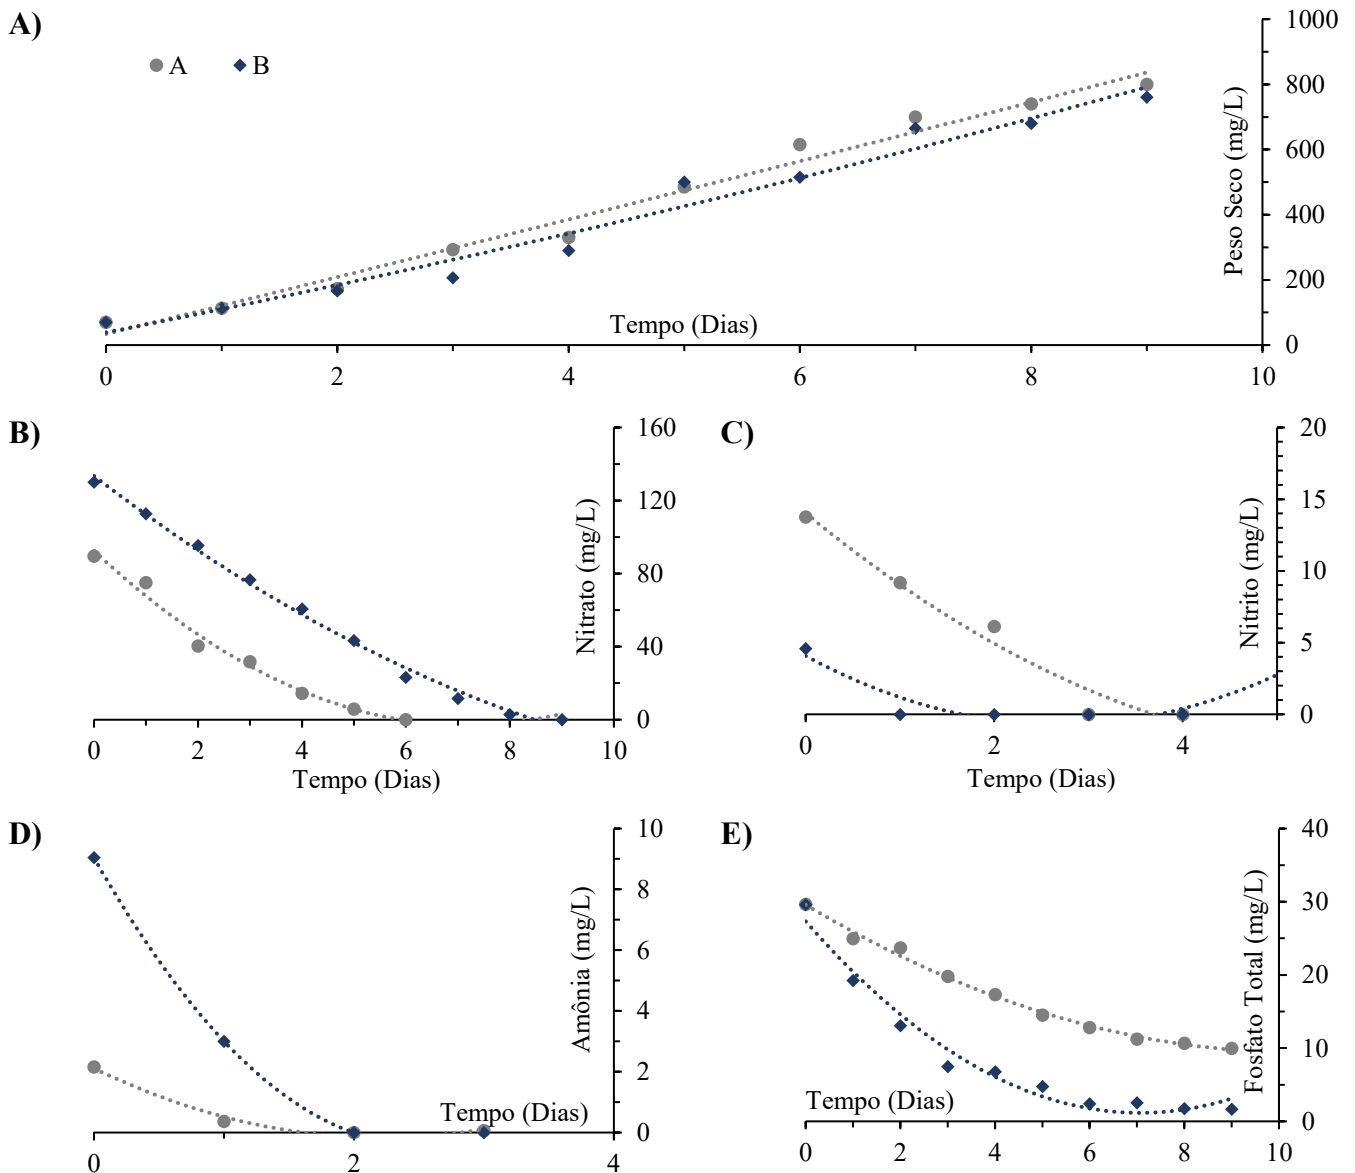 A)
A B
1000
800
600
400
200
0
Peso Seco (mg/L)
Tempo (Dias)
0 2 4 6 8 10
B)
160
120
80
40
0
Nitrato (mg/L)
0 2 4 6 8 10
Tempo (Dias)
C)
20
15
10
5
0
Nitrito (mg/L)
0 2 4
Tempo (Dias)
D)
10
8
6
4
2
0
Amônia (mg/L)
Tempo (Dias)
0 2 4
E)
40
30
20
10
0
Fosfato Total (mg/L)
Tempo (Dias)
0 2 4 6 8 10